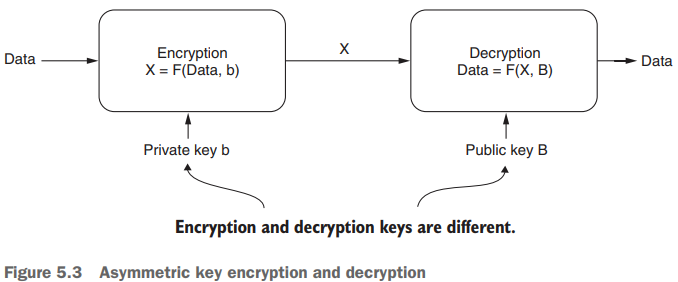 Data
Encryption
X = F(Data, b)
X
Decryption
Data = F(X, B)
Data
Private key b
Public key B
Encryption and decryption keys are different.
Figure 5.3 Asymmetric key encryption and decryption